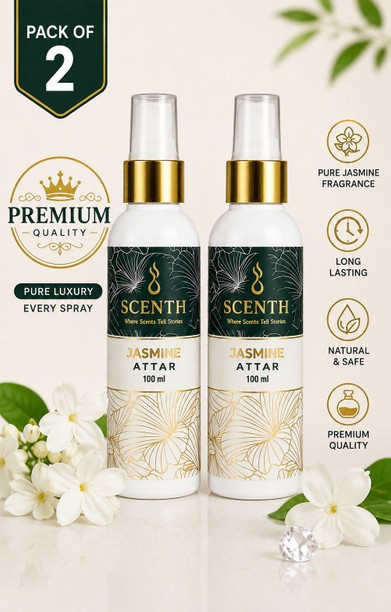 PACK OF
2
PREMIUM
QUALITY
PURE LUXURY
EVERY SPRAY
SCENTH
Where Scents Tell Stories
JASMINE
ATTAR
100 ml
SCENTH
Where Scents Tell Stories
JASMINE
ATTAR
100 ml
PURE JASMINE
FRAGRANCE
LONG
LASTING
NATURAL
& SAFE
PREMIUM
QUALITY